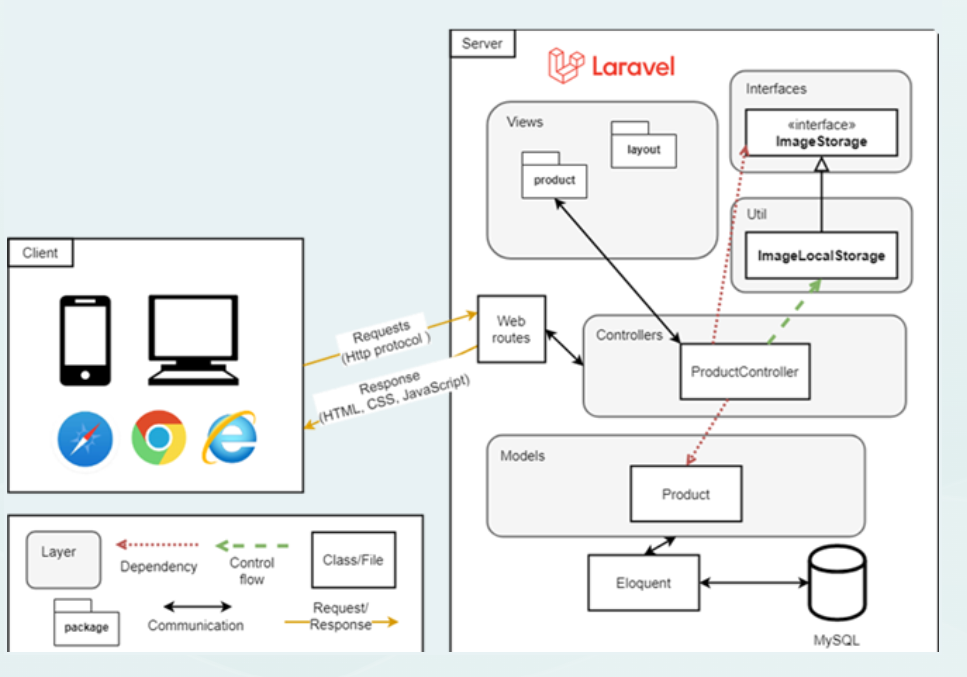 Server
Laravel
Interfaces
«interface»
ImageStorage
Views
layout
product
Util
ImageLocalStorage
Client
Requests
(Http protocol )
Response
(HTML, CSS, JavaScript)
Web
routes
Controllers
ProductController
Models
Product
Eloquent
MySQL
Layer
Dependency
Control
flow
Class/File
package
Communication
Request/
Response